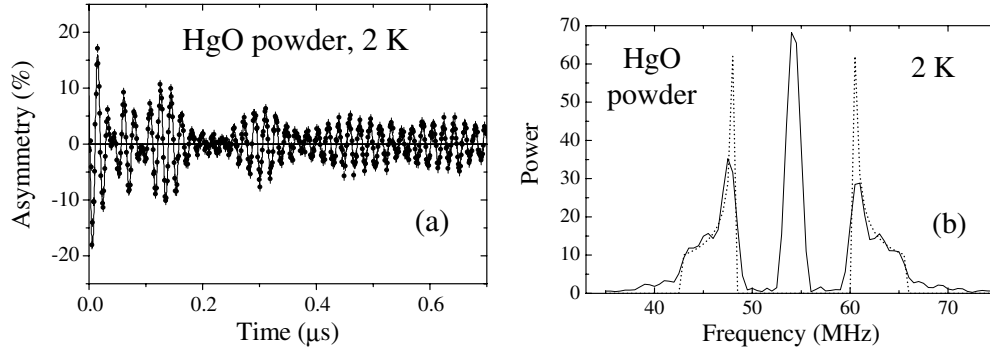 HgO powder, 2 K
Asymmetry (%)
20
10
0
-10
-20
(a)
0.0 0.2 0.4 0.6
Time (μs)
HgO
powder
2 K
Power
70
60
50
40
30
20
10
0
(b)
40 50 60 70
Frequency (MHz)